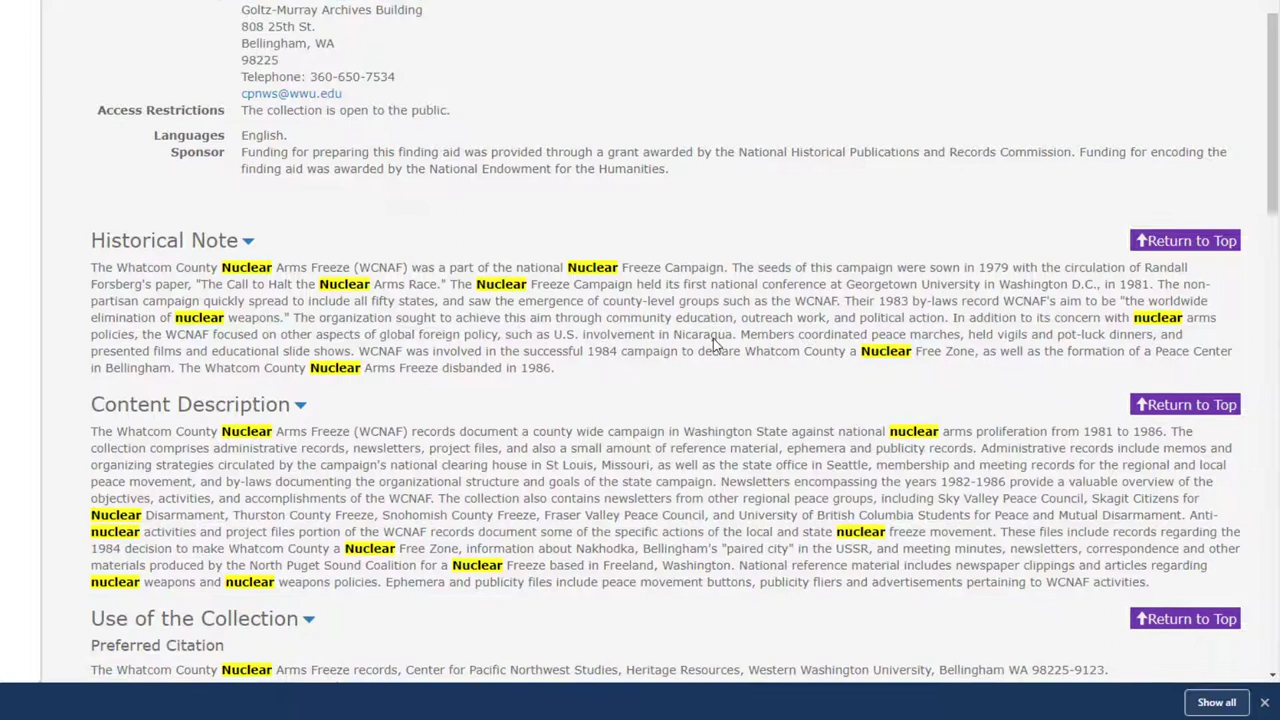 Goltz-Murray Archives Building
808 25th St.
Bellingham, WA
98225
Telephone: 360-650-7534
cpnws@wwu.edu
Access Restrictions The collection is open to the public.
Languages English.
Sponsor Funding for preparing this finding aid was provided through a grant awarded by the National Historical Publications and Records Commission. Funding for encoding the
finding aid was awarded by the National Endowment for the Humanities.
Historical Note Return to Top
The Whatcom County Nuclear Arms Freeze (WCNAF) was a part of the national Nuclear Freeze Campaign. The seeds of this campaign were sown in 1979 with the circulation of Randall
Forsberg's paper, "The Call to Halt the Nuclear Arms Race." The Nuclear Freeze Campaign held its first national conference at Georgetown University in Washington D.C., in 1981. The non-
partisan campaign quickly spread to include all fifty states, and saw the emergence of county-level groups such as the WCNAF. Their 1983 by-laws record WCNAF's aim to be "the worldwide
elimination of nuclear weapons." The organization sought to achieve this aim through community education, outreach work, and political action. In addition to its concern with nuclear arms
policies, the WCNAF focused on other aspects of global foreign policy, such as U.S. involvement in Nicaragua. Members coordinated peace marches, held vigils and pot-luck dinners, and
presented films and educational slide shows. WCNAF was involved in the successful 1984 campaign to declare Whatcom County a Nuclear Free Zone, as well as the formation of a Peace Center
in Bellingham. The Whatcom County Nuclear Arms Freeze disbanded in 1986.
Content Description Return to Top
The Whatcom County Nuclear Arms Freeze (WCNAF) records document a county wide campaign in Washington State against national nuclear arms proliferation from 1981 to 1986. The
collection comprises administrative records, newsletters, project files, and also a small amount of reference material, ephemera and publicity records. Administrative records include memos and
organizing strategies circulated by the campaign's national clearing house in St Louis, Missouri, as well as the state office in Seattle, membership and meeting records for the regional and local
peace movement, and by-laws documenting the organizational structure and goals of the state campaign. Newsletters encompassing the years 1982-1986 provide a valuable overview of the
objectives, activities, and accomplishments of the WCNAF. The collection also contains newsletters from other regional peace groups, including Sky Valley Peace Council, Skagit Citizens for
Nuclear Disarmament, Thurston County Freeze, Snohomish County Freeze, Fraser Valley Peace Council, and University of British Columbia Students for Peace and Mutual Disarmament. Anti-
nuclear activities and project files portion of the WCNAF records document some of the specific actions of the local and state nuclear freeze movement. These files include records regarding the
1984 decision to make Whatcom County a Nuclear Free Zone, information about Nakhodka, Bellingham's "paired city" in the USSR, and meeting minutes, newsletters, correspondence and other
materials produced by the North Puget Sound Coalition for a Nuclear Freeze based in Freeland, Washington. National reference material includes newspaper clippings and articles regarding
nuclear weapons and nuclear weapons policies. Ephemera and publicity files include peace movement buttons, publicity fliers and advertisements pertaining to WCNAF activities.
Use of the Collection Return to Top
Preferred Citation
The Whatcom County Nuclear Arms Freeze records, Center for Pacific Northwest Studies, Heritage Resources, Western Washington University, Bellingham WA 98225-9123.
Show all